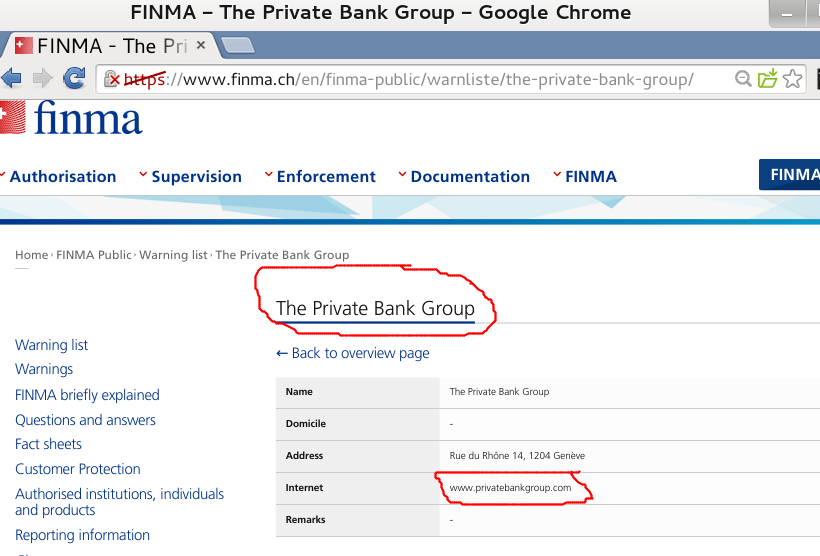 FINMA – The Private Bank Group – Google Chrome
FINMA - The Pri
https://www.finma.ch/en/finma-public/warnliste/the-private-bank-group/
finma
Authorisation Supervision Enforcement Documentation FINMA FINMA
Home › FINMA Public › Warning list › The Private Bank Group
The Private Bank Group
← Back to overview page
Warning list
Warnings
FINMA briefly explained
Questions and answers
Fact sheets
Customer Protection
Authorised institutions, individuals
and products
Reporting information
Name The Private Bank Group
Domicile -
Address Rue du Rhône 14, 1204 Genève
Internet www.privatebankgroup.com
Remarks -